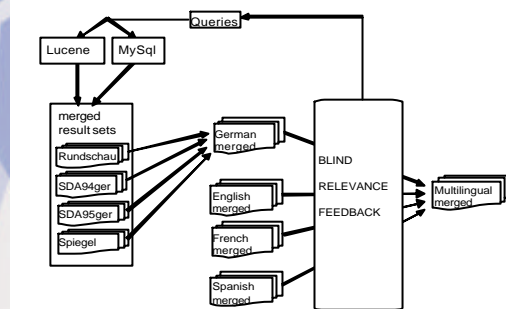 Queries
Lucene
MySql
merged
result sets
Rundschau
SDA94ger
SDA95ger
Spiegel
German
merged
English
merged
French
merged
Spanish
merged
BLIND
RELEVANCE
FEEDBACK
Multilingual
merged